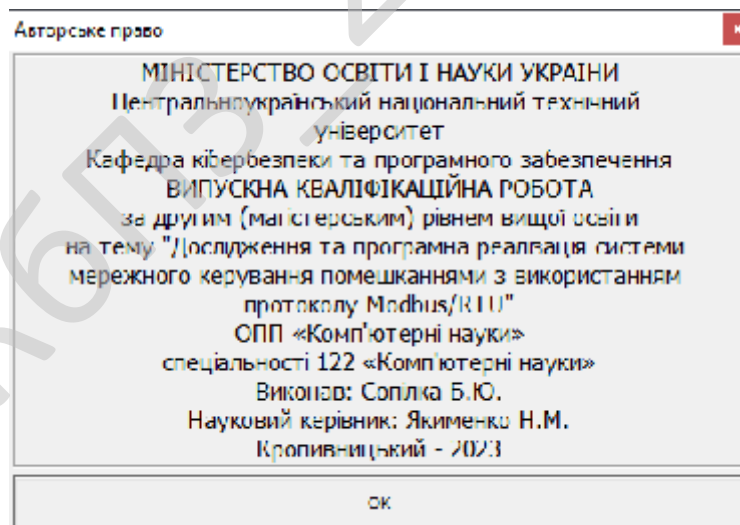 Авторське право
МІНІСТЕРСТВО ОСВІТИ І НАУКИ УКРАЇНИ
Центральноукраїнський національний технічний
університет
Кафедра кібербезпеки та програмного забезпечення
ВИПУСКНА КВАЛІФІКАЦІЙНА РОБОТА
за другим (магістерським) рівнем вищої освіти
на тему "Дослідження та програмна реалізація системи
мережного керування помешканнями з використанням
протоколу Modbus/RTU"
ОПП «Комп'ютерні науки»
спеціальності 122 «Комп'ютерні науки»
Виконав: Сопілка Б.Ю.
Науковий керівник: Якименко Н.М.
Кропивницький - 2023
ОК